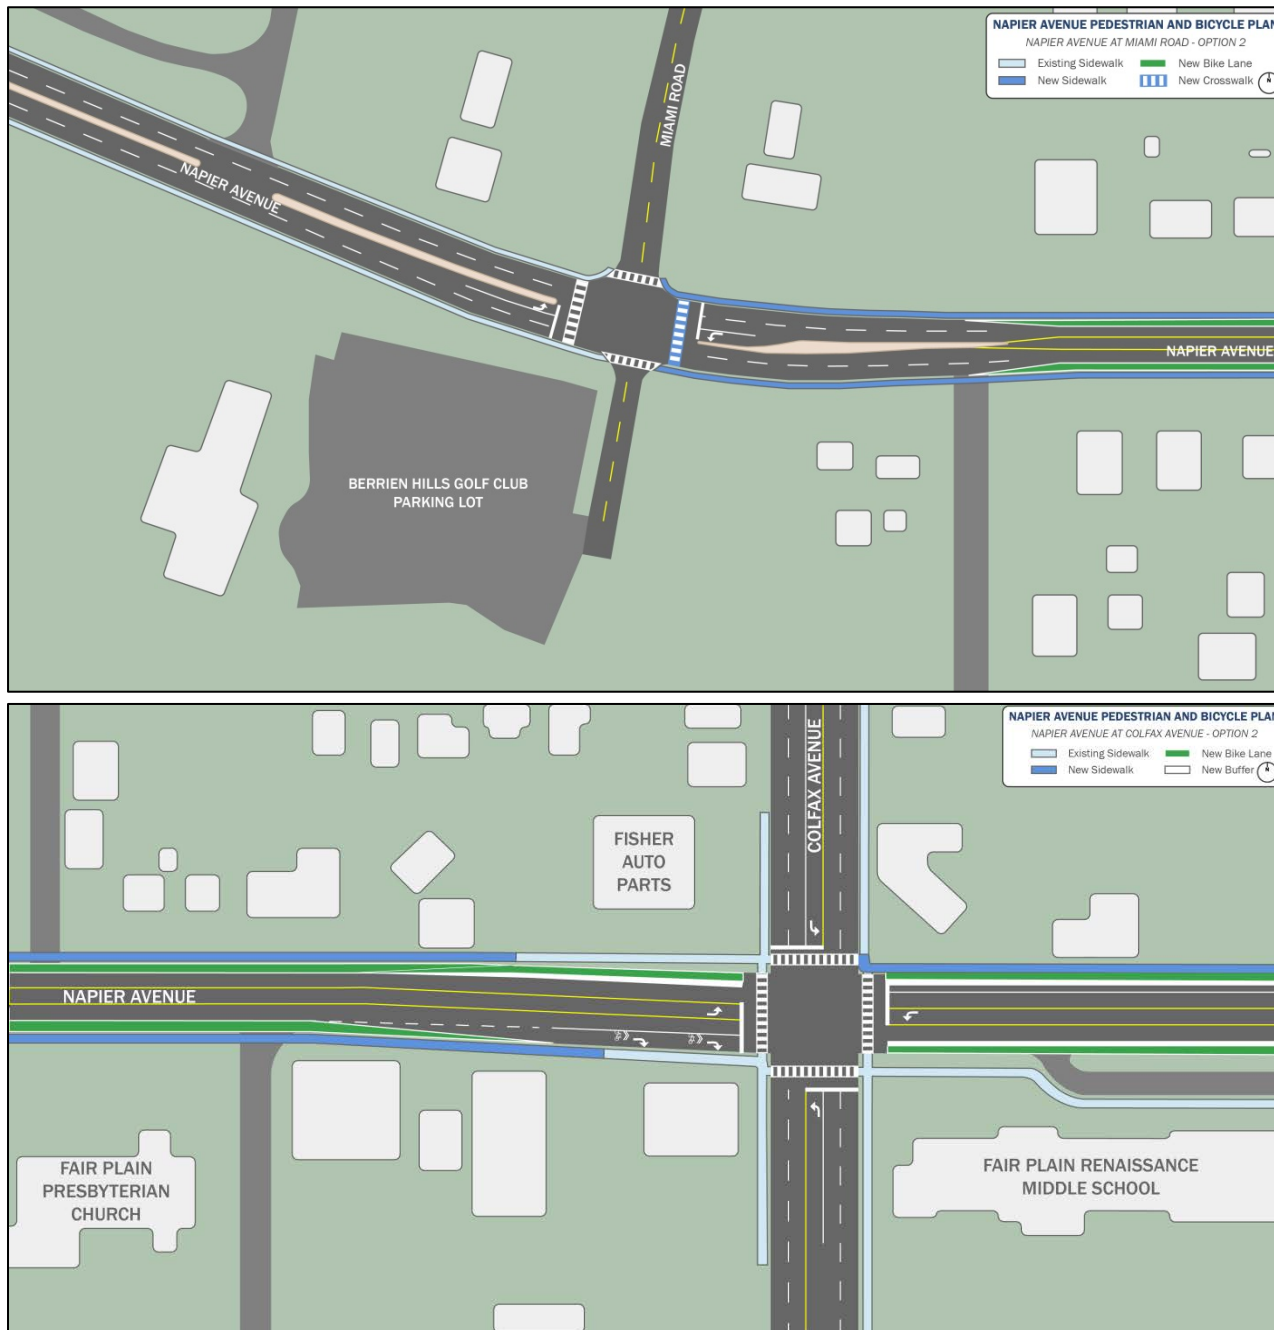 NAPIER AVENUE PEDESTRIAN AND BICYCLE PLAN
NAPIER AVENUE AT MIAMI ROAD - OPTION 2
Existing Sidewalk
New Bike Lane
New Sidewalk
New Crosswalk
N
MIAMI ROAD
NAPIER AVENUE
NAPIER AVENUE
BERRIEN HILLS GOLF CLUB
PARKING LOT
NAPIER AVENUE PEDESTRIAN AND BICYCLE PLAN
NAPIER AVENUE AT COLFAX AVENUE - OPTION 2
Existing Sidewalk
New Bike Lane
New Sidewalk
New Buffer
N
COLFAX AVENUE
FISHER
AUTO
PARTS
NAPIER AVENUE
FAIR PLAIN
PRESBYTERIAN
CHURCH
FAIR PLAIN RENAISSANCE
MIDDLE SCHOOL